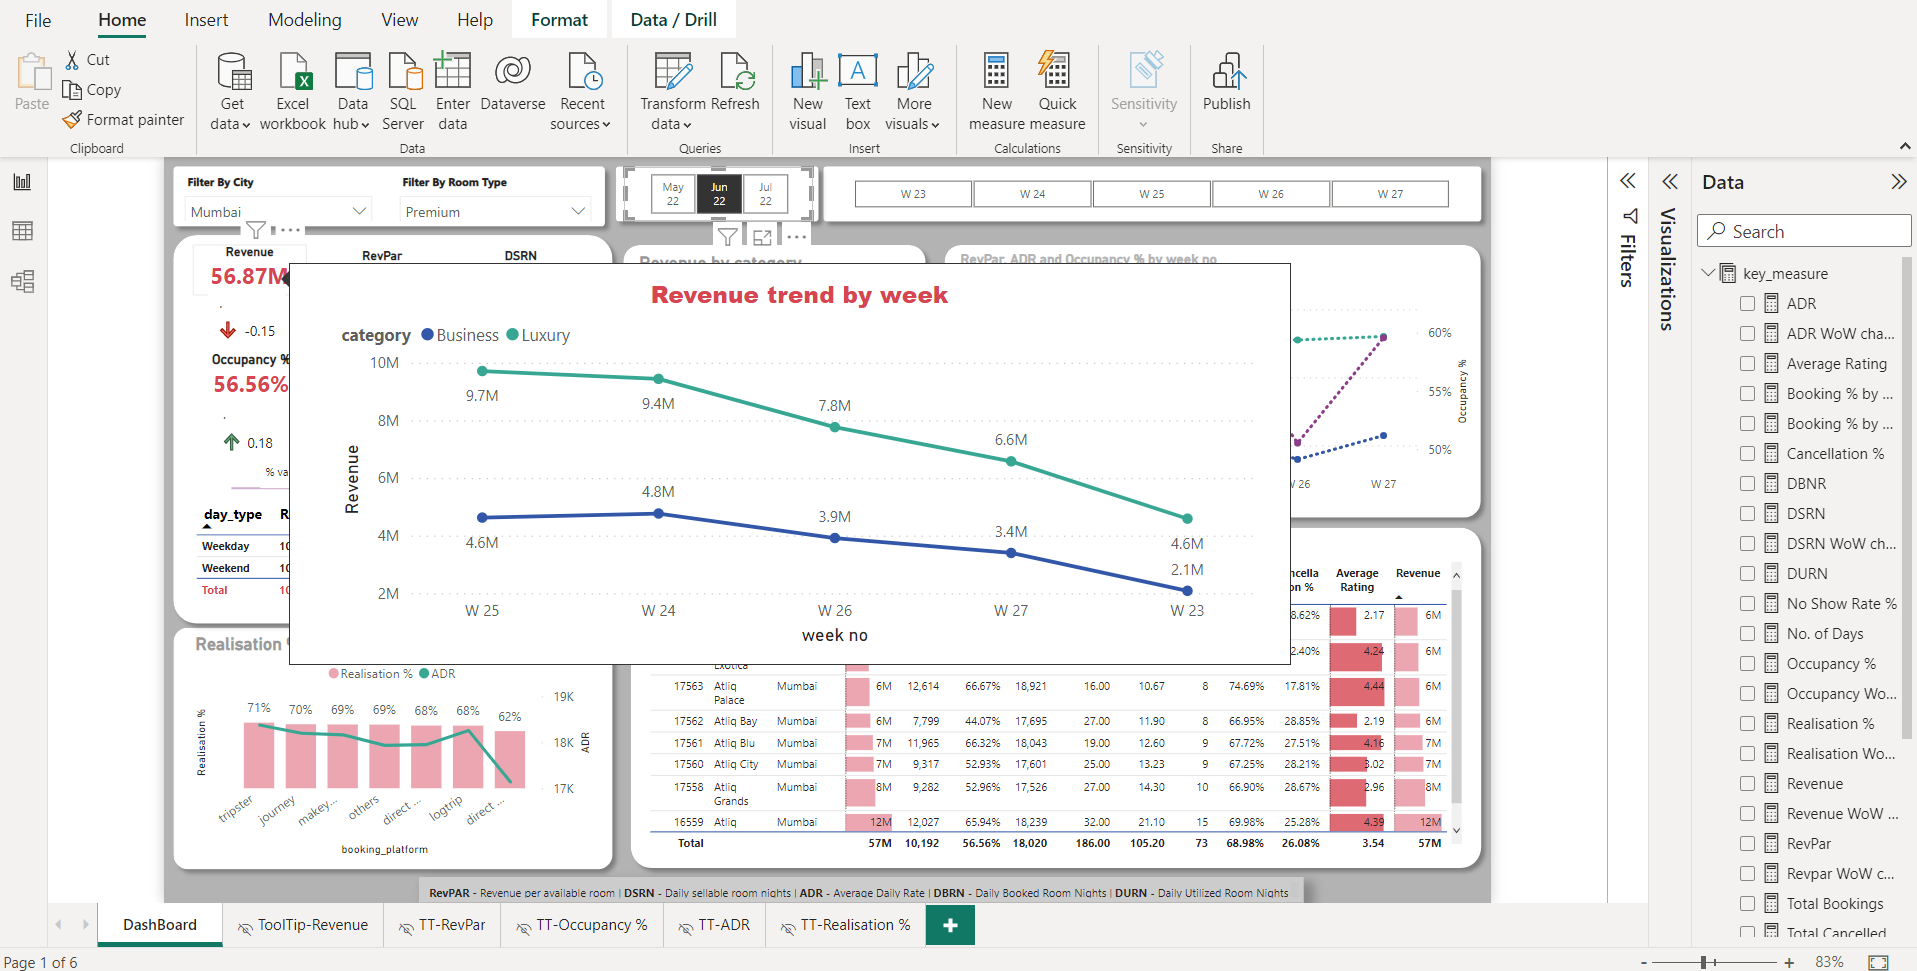 File Home Insert Modeling View Help Format Data / Drill
Paste
Cut
Copy
Format painter
Clipboard
Get data
Excel workbook
Data hub
SQL Server
Enter data
Dataverse
Recent sources
Data
Transform data
Refresh
Queries
New visual
Text box
More visuals
Insert
New measure
Quick measure
Calculations
Sensitivity
Sensitivity
Publish
Share
Filter By City
Mumbai
Filter By Room Type
Premium
May 22
Jun 22
Jul 22
W 23 W 24 W 25 W 26 W 27
Revenue
56.87M
-0.15
RevPar
DSRN
Occupancy %
56.56%
0.18
% va
day_type R
Weekday 10
Weekend 10
Total 10
Revenue by category
RevPar, ADR and Occupancy % by week no
60%
55%
50%
Occupancy %
W 26 W 27
Revenue trend by week
category Business Luxury
10M
8M
6M
4M
2M
Revenue
9.7M 9.4M 7.8M 6.6M 4.6M
4.6M 4.8M 3.9M 3.4M 2.1M
W 25 W 24 W 26 W 27 W 23
week no
Realisation
Realisation % ADR
Realisation %
71% 70% 69% 69% 68% 68% 62%
19K
18K
17K
ADR
tripster journey makey... others direct ... logtrip direct ...
booking_platform
ncella on % Average Rating Revenue
8.62% 2.17 6M
Exotica 2.40% 4.24 6M
17563 Atliq Palace Mumbai 6M 12,614 66.67% 18,921 16.00 10.67 8 74.69% 17.81% 4.44 6M
17562 Atliq Bay Mumbai 6M 7,799 44.07% 17,695 27.00 11.90 8 66.95% 28.85% 2.19 6M
17561 Atliq Blu Mumbai 7M 11,965 66.32% 18,043 19.00 12.60 9 67.72% 27.51% 4.16 7M
17560 Atliq City Mumbai 7M 9,317 52.93% 17,601 25.00 13.23 9 67.25% 28.21% 3.02 7M
17558 Atliq Grands Mumbai 8M 9,282 52.96% 17,526 27.00 14.30 10 66.90% 28.67% 2.96 8M
16559 Atliq Mumbai 12M 12,027 65.94% 18,239 32.00 21.10 15 69.98% 25.28% 4.39 12M
Total 57M 10,192 56.56% 18,020 186.00 105.20 73 68.98% 26.08% 3.54 57M
RevPAR - Revenue per available room | DSRN - Daily sellable room nights | ADR - Average Daily Rate | DBRN - Daily Booked Room Nights | DURN - Daily Utilized Room Nights
Filters
Visualizations
Data
Search
key_measure
ADR
ADR WoW cha...
Average Rating
Booking % by ...
Booking % by ...
Cancellation %
DBNR
DSRN
DSRN WoW ch...
DURN
No Show Rate %
No. of Days
Occupancy %
Occupancy Wo...
Realisation %
Realisation Wo...
Revenue
Revenue WoW ...
RevPar
Revpar WoW c...
Total Bookings
Total Cancelled
DashBoard ToolTip-Revenue TT-RevPar TT-Occupancy % TT-ADR TT-Realisation % +
Page 1 of 6
- + 83%